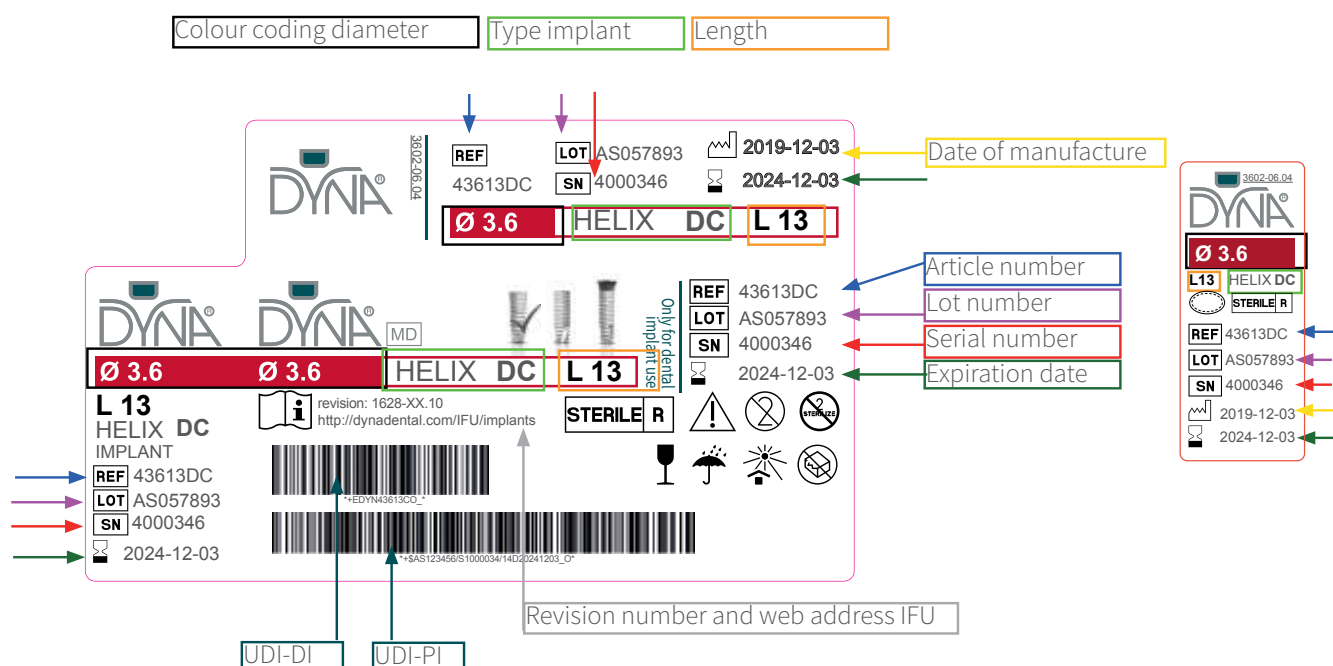 Colour coding diameter
Type implant
Length
DYNA®
3602-06.04
REF
43613DC
LOT AS057893
SN 4000346
2019-12-03
2024-12-03
Date of manufacture
Ø 3.6 HELIX DC L 13
DYNA®
DYNA®
MD
Only for dental
implant use
REF 43613DC
LOT AS057893
SN 4000346
2024-12-03
Article number
Lot number
Serial number
Expiration date
Ø 3.6 Ø 3.6 HELIX DC L 13
L 13
HELIX DC
IMPLANT
REF 43613DC
LOT AS057893
SN 4000346
2024-12-03
i
revision: 1628-XX.10
http://dynadental.com/IFU/implants
STERILE R
2
2
STERILIZE
*+EDYN43613CO_*
*+$AS123456/S1000034/14D20241203_O*
Revision number and web address IFU
UDI-DI
UDI-PI
3602-06.04
DYNA®
Ø 3.6
L13 HELIX DC
STERILE R
REF 43613DC
LOT AS057893
SN 4000346
2019-12-03
2024-12-03